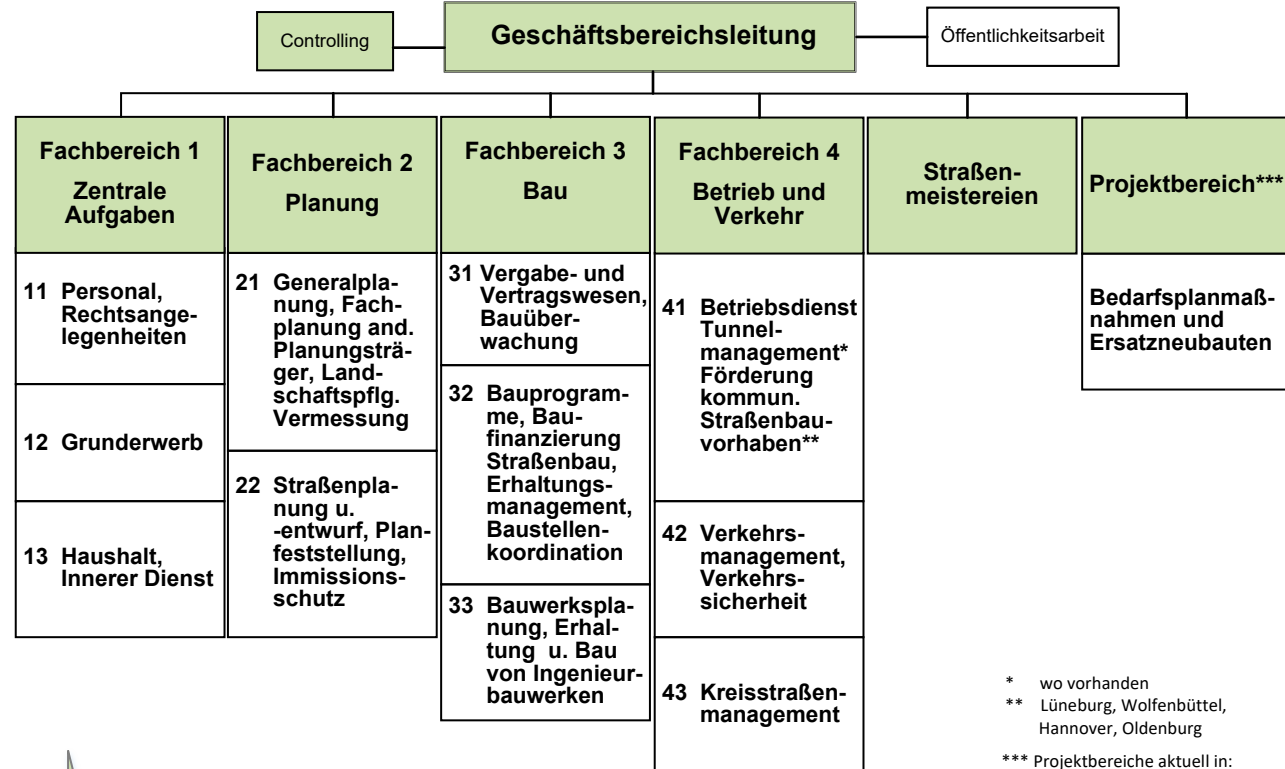 Controlling
Geschäftsbereichsleitung
Öffentlichkeitsarbeit
Fachbereich 1
Zentrale
Aufgaben
11 Personal,
Rechtsange-
legenheiten
12 Grunderwerb
13 Haushalt,
Innerer Dienst
Fachbereich 2
Planung
21 Generalpla-
nung, Fach-
planung and.
Planungsträ-
ger, Land-
schaftspflg.
Vermessung
22 Straßenpla-
nung u.
-entwurf, Plan-
feststellung,
Immissions-
schutz
Fachbereich 3
Bau
31 Vergabe- und
Vertragswesen,
Bauüber-
wachung
32 Bauprogram-
me, Bau-
finanzierung
Straßenbau,
Erhaltungs-
management,
Baustellen-
koordination
33 Bauwerkspla-
nung, Erhal-
tung u. Bau
von Ingenieur-
bauwerken
Fachbereich 4
Betrieb und
Verkehr
41 Betriebsdienst
Tunnel-
management*
Förderung
kommun.
Straßenbau-
vorhaben**
42 Verkehrs-
management,
Verkehrs-
sicherheit
43 Kreisstraßen-
management
Straßen-
meistereien
Projektbereich***
Bedarfsplanmaß-
nahmen und
Ersatzneubauten
* wo vorhanden
** Lüneburg, Wolfenbüttel,
Hannover, Oldenburg
*** Projektbereiche aktuell in: